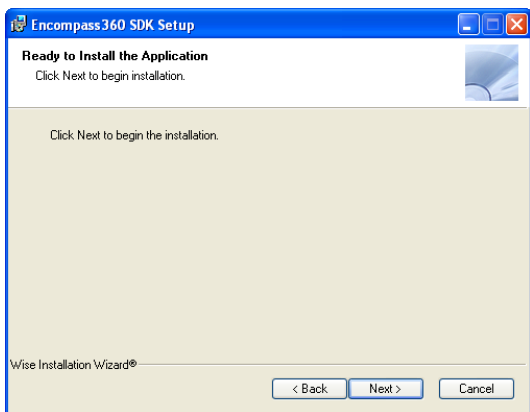 Encompass360 SDK Setup
Ready to Install the Application
Click Next to begin installation.
Click Next to begin the installation.
Wise Installation Wizard®
< Back
Next >
Cancel